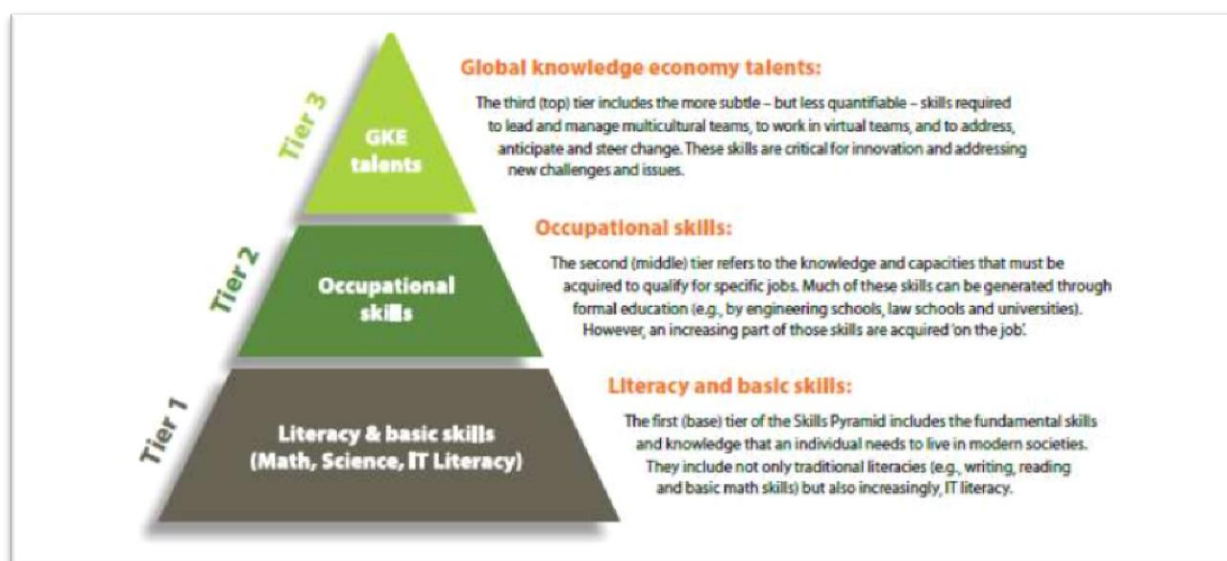 Tier 3
GKE
talents
Global knowledge economy talents:
The third (top) tier includes the more subtle – but less quantifiable – skills required
to lead and manage multicultural teams, to work in virtual teams, and to address,
anticipate and steer change. These skills are critical for innovation and addressing
new challenges and issues.
Tier 2
Occupational
skills
Occupational skills:
The second (middle) tier refers to the knowledge and capacities that must be
acquired to qualify for specific jobs. Much of these skills can be generated through
formal education (e.g., by engineering schools, law schools and universities).
However, an increasing part of those skills are acquired 'on the job'.
Tier 1
Literacy & basic skills
(Math, Science, IT Literacy)
Literacy and basic skills:
The first (base) tier of the Skills Pyramid includes the fundamental skills
and knowledge that an individual needs to live in modern societies.
They include not only traditional literacies (e.g., writing, reading
and basic math skills) but also increasingly, IT literacy.